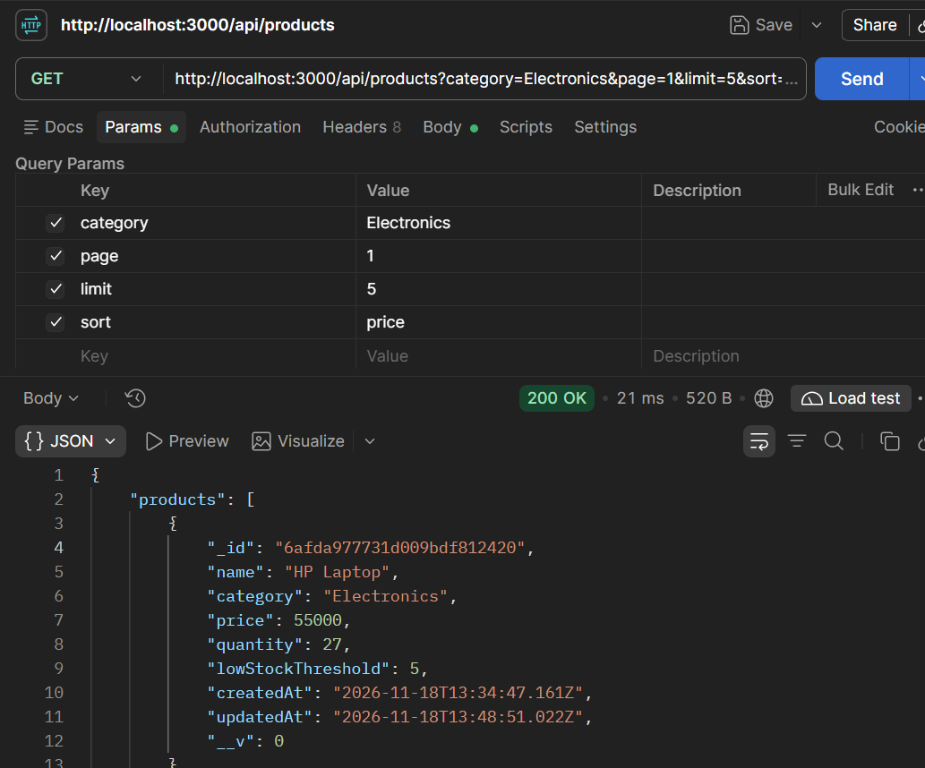 HTTP http://localhost:3000/api/products Save Share
GET http://localhost:3000/api/products?category=Electronics&page=1&limit=5&sort=... Send
Docs Params Authorization Headers 8 Body Scripts Settings Cookie
Query Params
Key Value Description Bulk Edit
category Electronics
page 1
limit 5
sort price
Key Value Description
Body 200 OK 21 ms 520 B Load test
{} JSON Preview Visualize
1 {
2 "products": [
3 {
4 "_id": "6afda977731d009bdf812420",
5 "name": "HP Laptop",
6 "category": "Electronics",
7 "price": 55000,
8 "quantity": 27,
9 "lowStockThreshold": 5,
10 "createdAt": "2026-11-18T13:34:47.161Z",
11 "updatedAt": "2026-11-18T13:48:51.022Z",
12 "__v": 0
13 }